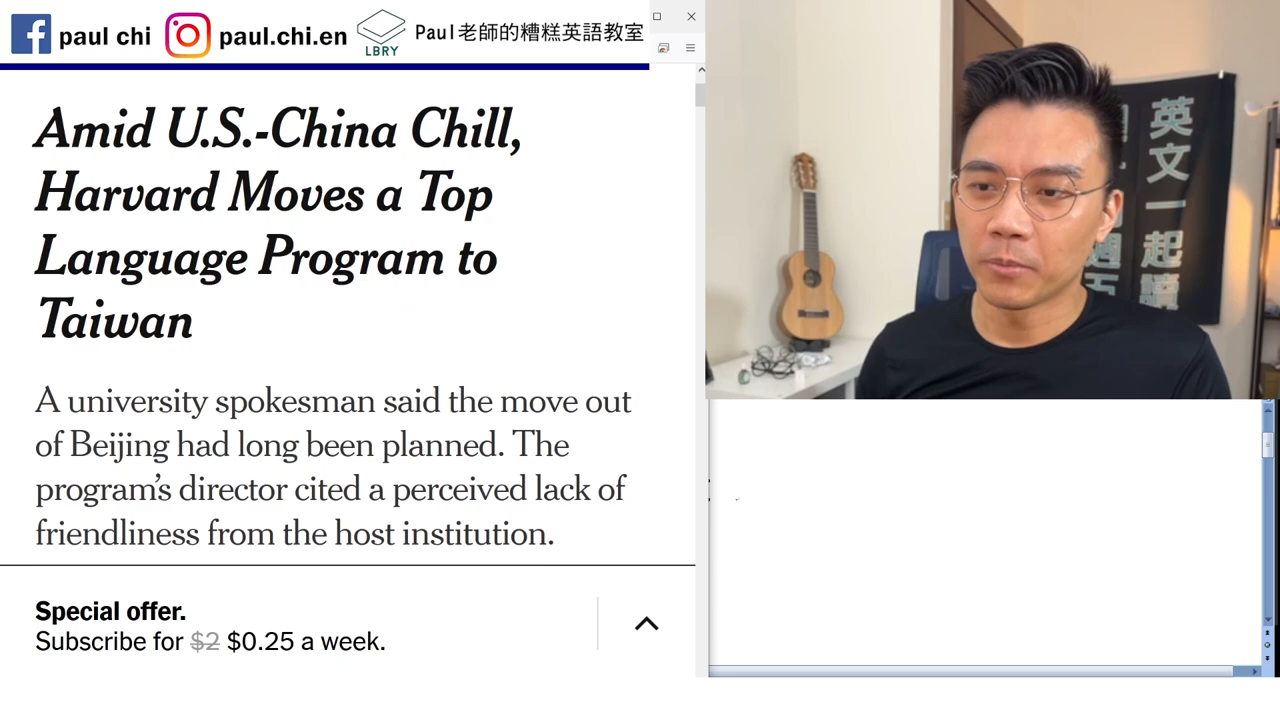 paul chi
paul.chi.en
LBRY
Paul老師的糟糕英語教室
Amid U.S.-China Chill,
Harvard Moves a Top
Language Program to
Taiwan
A university spokesman said the move out
of Beijing had long been planned. The
program's director cited a perceived lack of
friendliness from the host institution.
Special offer.
Subscribe for $2 $0.25 a week.
英文一起讀
週五